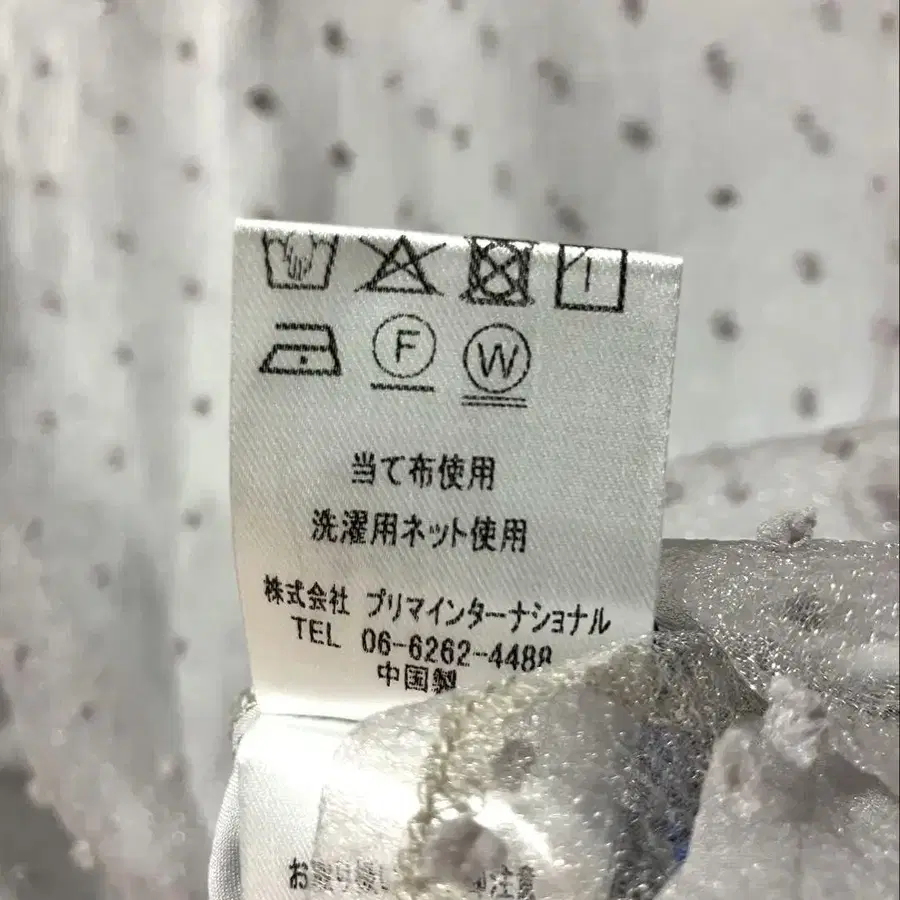 F W
当て布使用
洗濯用ネット使用
株式会社 プリマインターナショナル
TEL 06-6262-4488
中国製